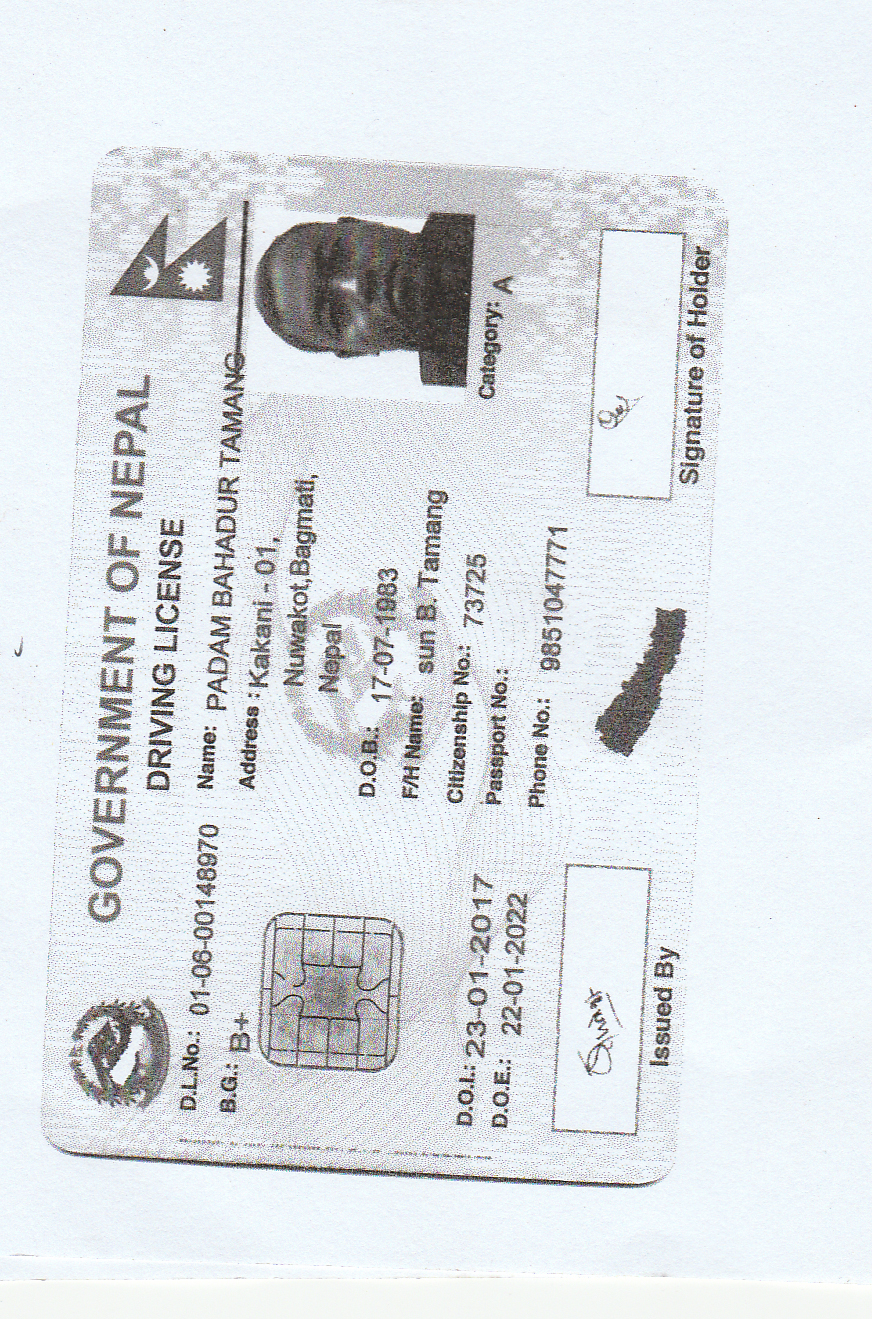 GOVERNMENT OF NEPAL
DRIVING LICENSE
D.L.No.: 01-06-00148970
B.G.: B+
Name: PADAM BAHADUR TAMANG
Address : Kakani - 01,
Nuwakot,Bagmati,
Nepal
D.O.B.: 17-07-1983
F/H Name: sun B. Tamang
Citizenship No.: 73725
Passport No.:
Phone No.: 9851047771
Category: A
D.O.I.: 23-01-2017
D.O.E.: 22-01-2022
Issued By
Signature of Holder